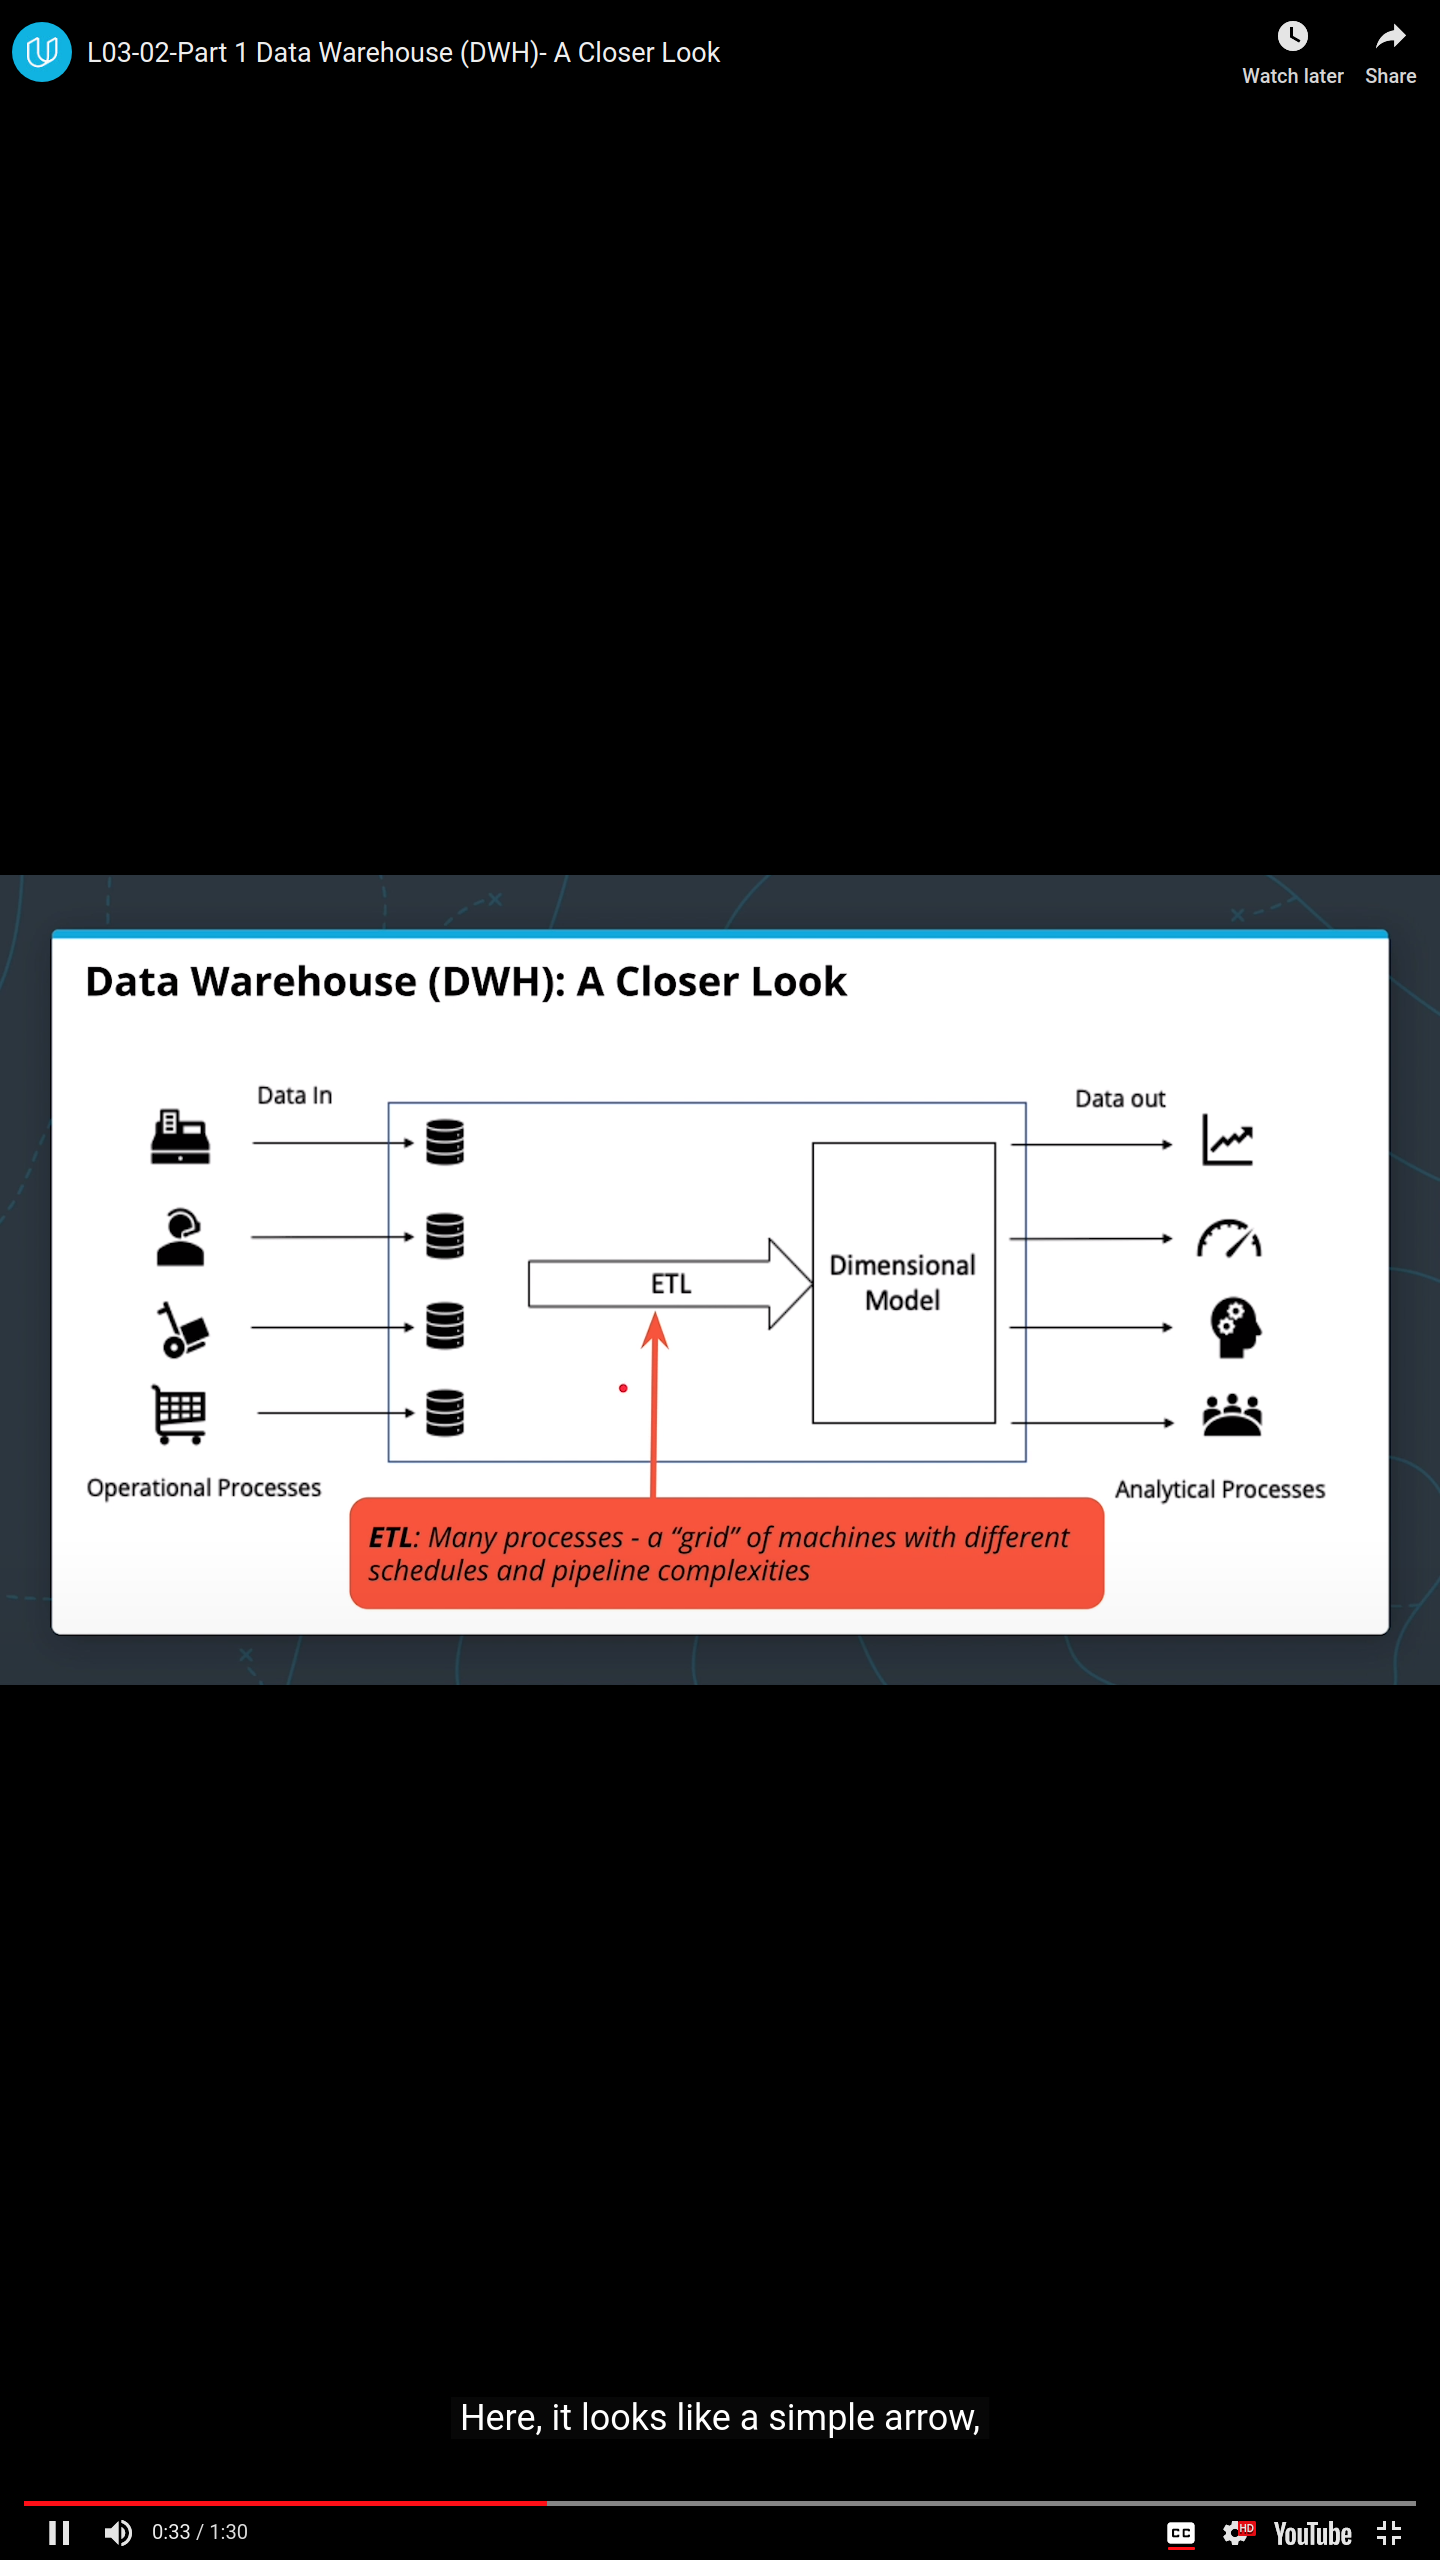 L03-02-Part 1 Data Warehouse (DWH)- A Closer Look
Watch later
Share
Data Warehouse (DWH): A Closer Look
Data In
Data out
ETL
Dimensional
Model
Operational Processes
Analytical Processes
ETL: Many processes - a “grid” of machines with different
schedules and pipeline complexities
Here, it looks like a simple arrow,
0:33 / 1:30
CC
HD
YouTube